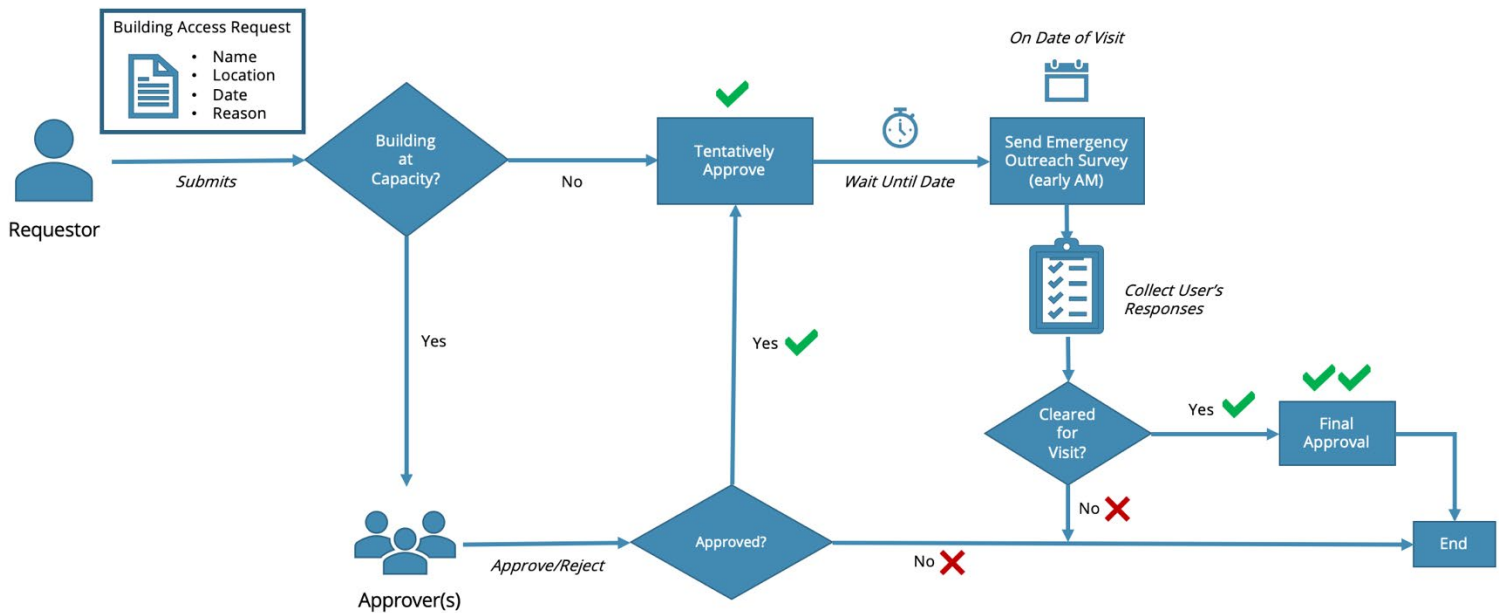 Building Access Request
• Name
• Location
• Date
• Reason
Requestor
Submits
Building
at
Capacity?
No
Yes
Tentatively
Approve
Wait Until Date
On Date of Visit
Send Emergency
Outreach Survey
(early AM)
Collect User's
Responses
Cleared
for
Visit?
Yes
Final
Approval
No
Yes
Approver(s)
Approve/Reject
Approved?
No
End